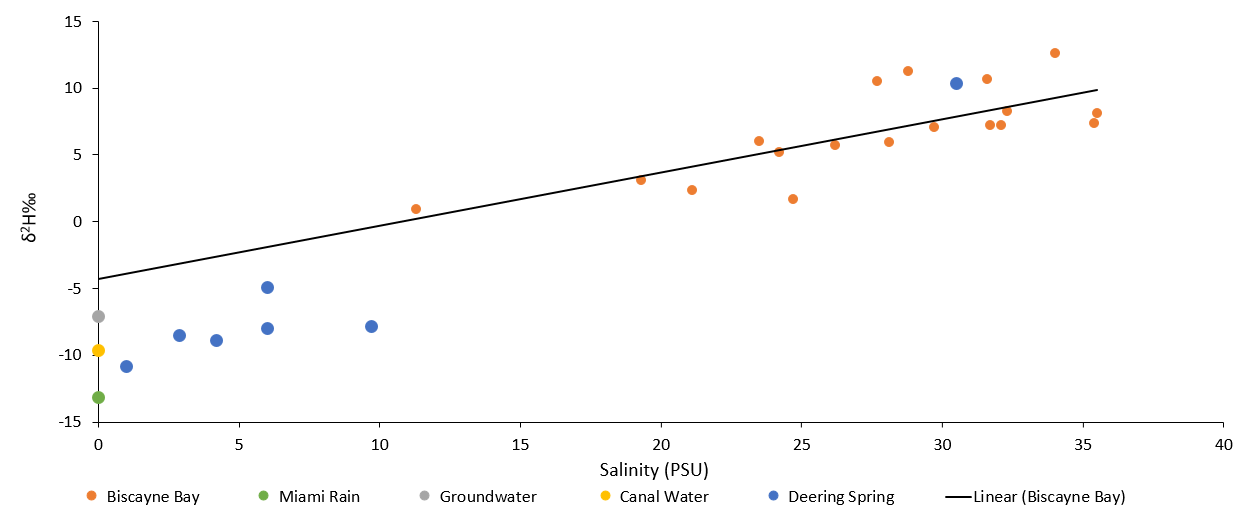 15
10
5
0
-5
-10
-15
δ²H‰
0 5 10 15 20 25 30 35 40
Salinity (PSU)
Biscayne Bay Miami Rain Groundwater Canal Water Deering Spring Linear (Biscayne Bay)